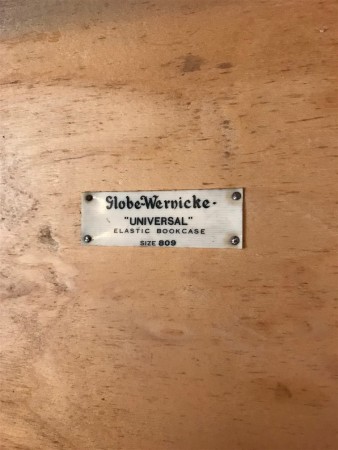 Globe-Wernicke-
"UNIVERSAL"
ELASTIC BOOKCASE
SIZE 809